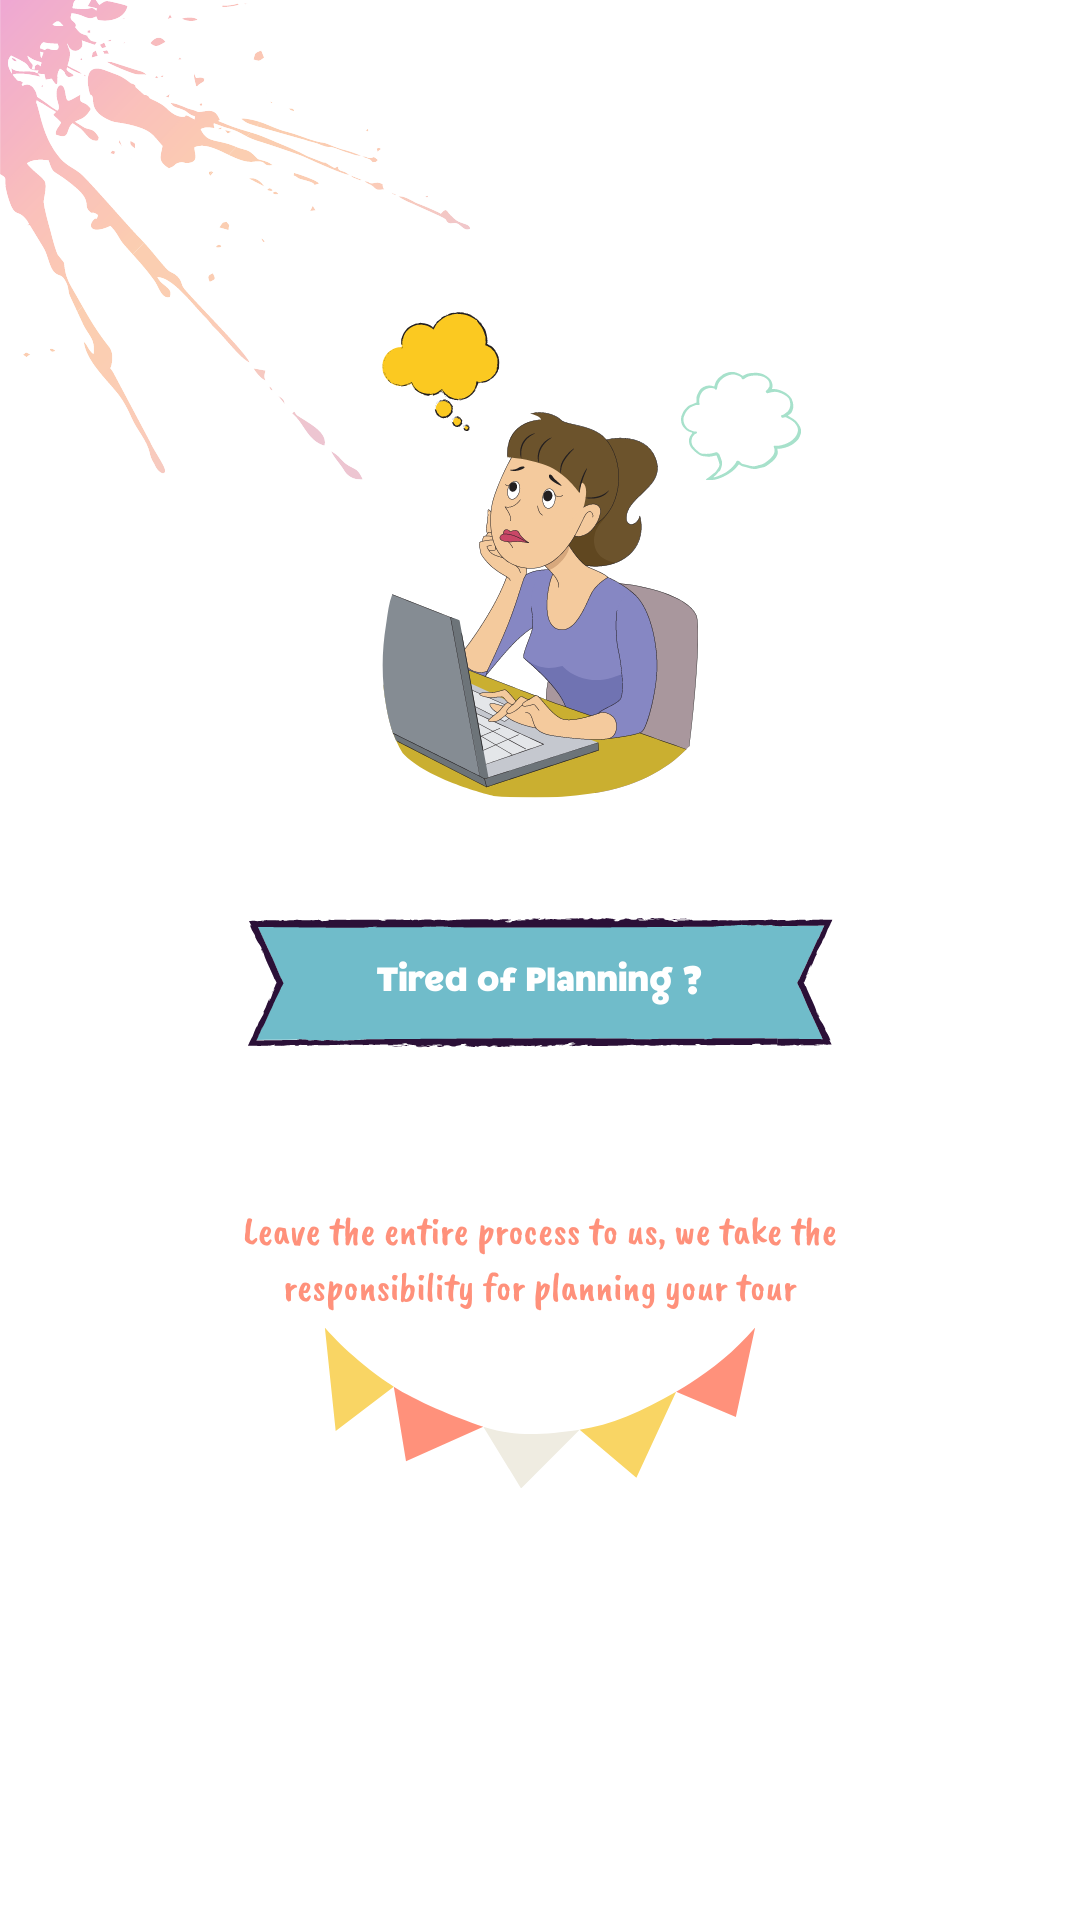 Tired of Planning ?
Leave the entire process to us, we take the
responsibility for planning your tour